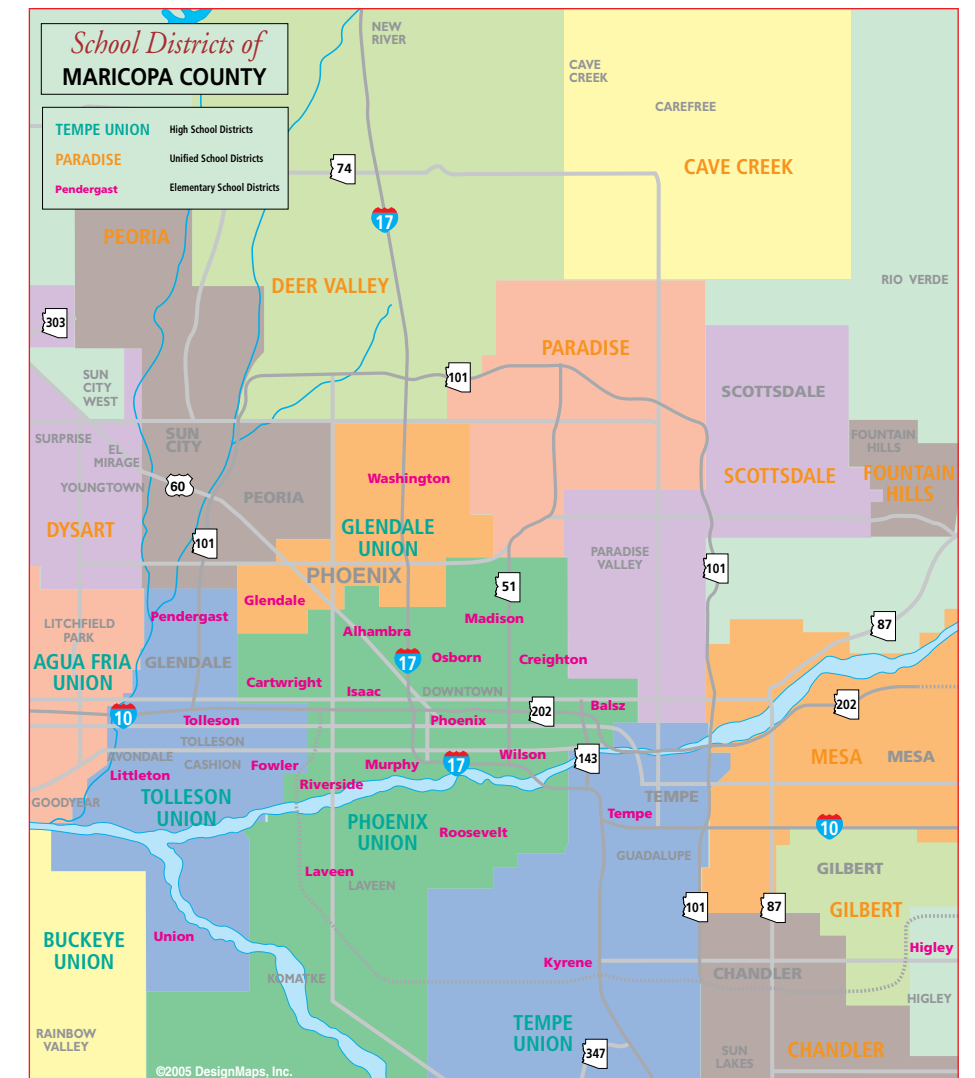 School Districts of
MARICOPA COUNTY
TEMPE UNION High School Districts
PARADISE Unified School Districts
Pendergast Elementary School Districts
NEW
RIVER
CAVE
CREEK
CAREFREE
CAVE CREEK
74
17
PEORIA
DEER VALLEY
RIO VERDE
303
PARADISE
101
SUN
CITY
WEST
SCOTTSDALE
SURPRISE
EL
MIRAGE
SUN
CITY
FOUNTAIN
HILLS
YOUNGTOWN
60
PEORIA
Washington
SCOTTSDALE
FOUNTAIN
HILLS
DYSART
GLENDALE
UNION
101
PARADISE
VALLEY
101
PHOENIX
51
Glendale
Pendergast
Madison
LITCHFIELD
PARK
Alhambra
87
AGUA FRIA
UNION
GLENDALE
17
Osborn
Creighton
Cartwright
Isaac
DOWNTOWN
10
Tolleson
Phoenix
202
Balsz
202
TOLLESON
AVONDALE
CASHION
Fowler
Murphy
17
Wilson
143
MESA
MESA
Littleton
Riverside
GOODYEAR
TOLLESON
UNION
TEMPE
PHOENIX
UNION
Roosevelt
Tempe
10
GUADALUPE
Laveen
LAVEEN
GILBERT
101
87
GILBERT
BUCKEYE
UNION
Union
Kyrene
Higley
KOMATKE
CHANDLER
HIGLEY
RAINBOW
VALLEY
TEMPE
UNION
347
SUN
LAKES
CHANDLER
©2005 DesignMaps, Inc.